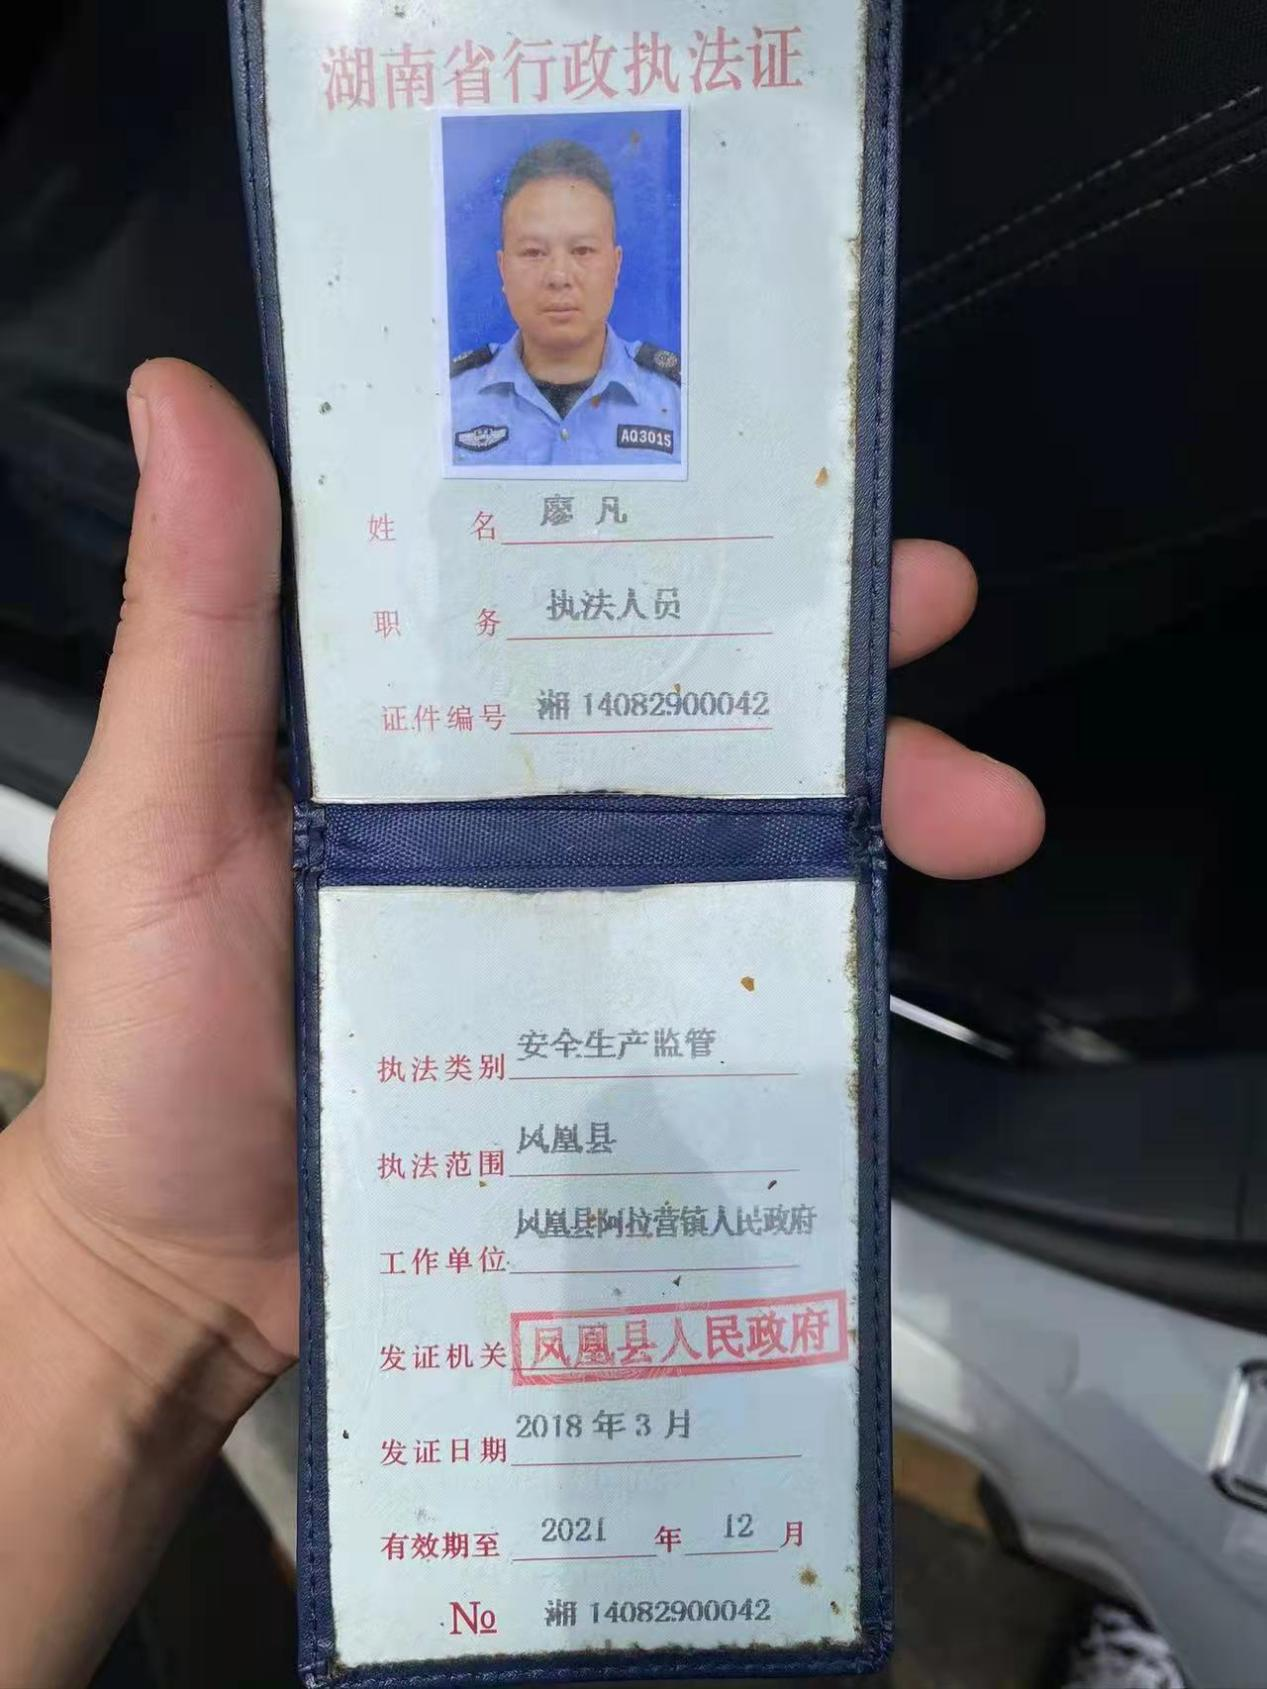 湖南省行政执法证
AQ3015
姓名 廖凡
职务 执法人员
证件编号 湘 14082900042
执法类别 安全生产监管
执法范围 凤凰县
工作单位 凤凰县阿拉营镇人民政府
发证机关 凤凰县人民政府
发证日期 2018 年 3 月
有效期至 2021 年 12 月
№ 湘 14082900042